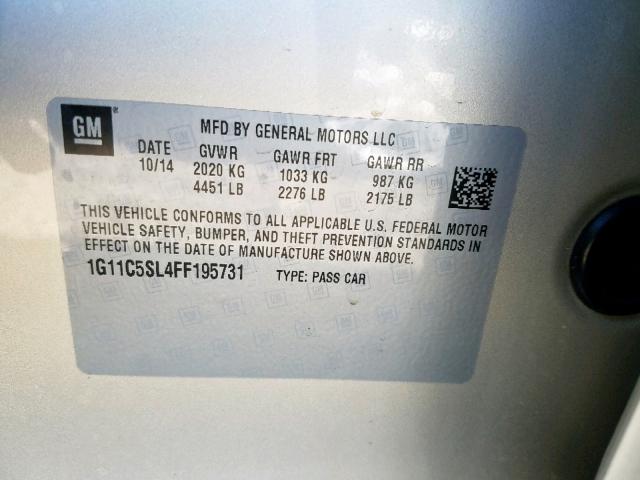 GM
MFD BY GENERAL MOTORS LLC
DATE GVWR GAWR FRT GAWR RR
10/14 2020 KG 1033 KG 987 KG
4451 LB 2276 LB 2175 LB
THIS VEHICLE CONFORMS TO ALL APPLICABLE U.S. FEDERAL MOTOR
VEHICLE SAFETY, BUMPER, AND THEFT PREVENTION STANDARDS IN
EFFECT ON THE DATE OF MANUFACTURE SHOWN ABOVE.
1G11C5SL4FF195731 TYPE: PASS CAR